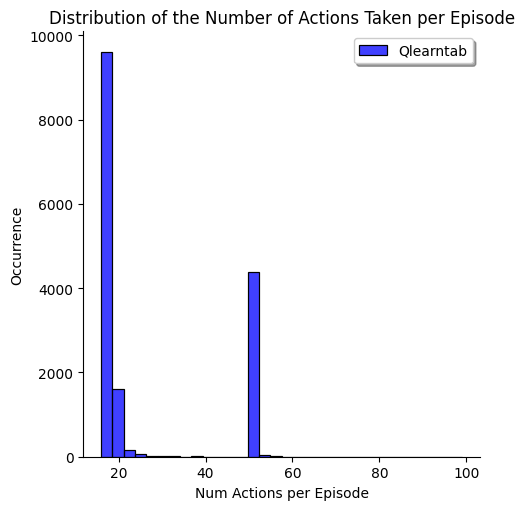 Distribution of the Number of Actions Taken per Episode
Qlearntab
10000
8000
6000
4000
2000
0
Occurrence
20 40 60 80 100
Num Actions per Episode